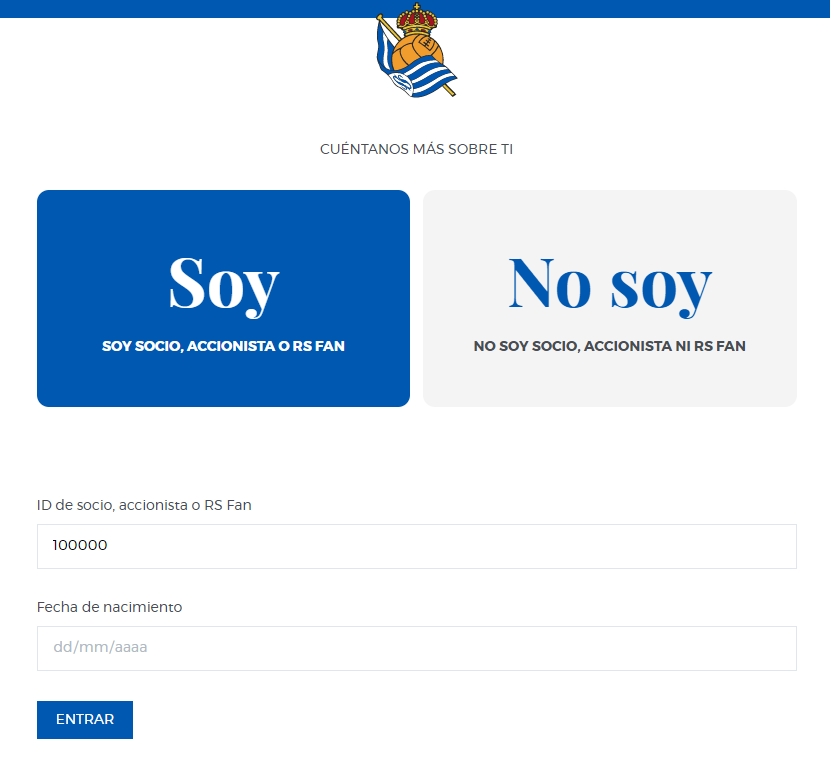 CUÉNTANOS MÁS SOBRE TI
Soy
SOY SOCIO, ACCIONISTA O RS FAN
No soy
NO SOY SOCIO, ACCIONISTA NI RS FAN
ID de socio, accionista o RS Fan
100000
Fecha de nacimiento
dd/mm/aaaa
ENTRAR